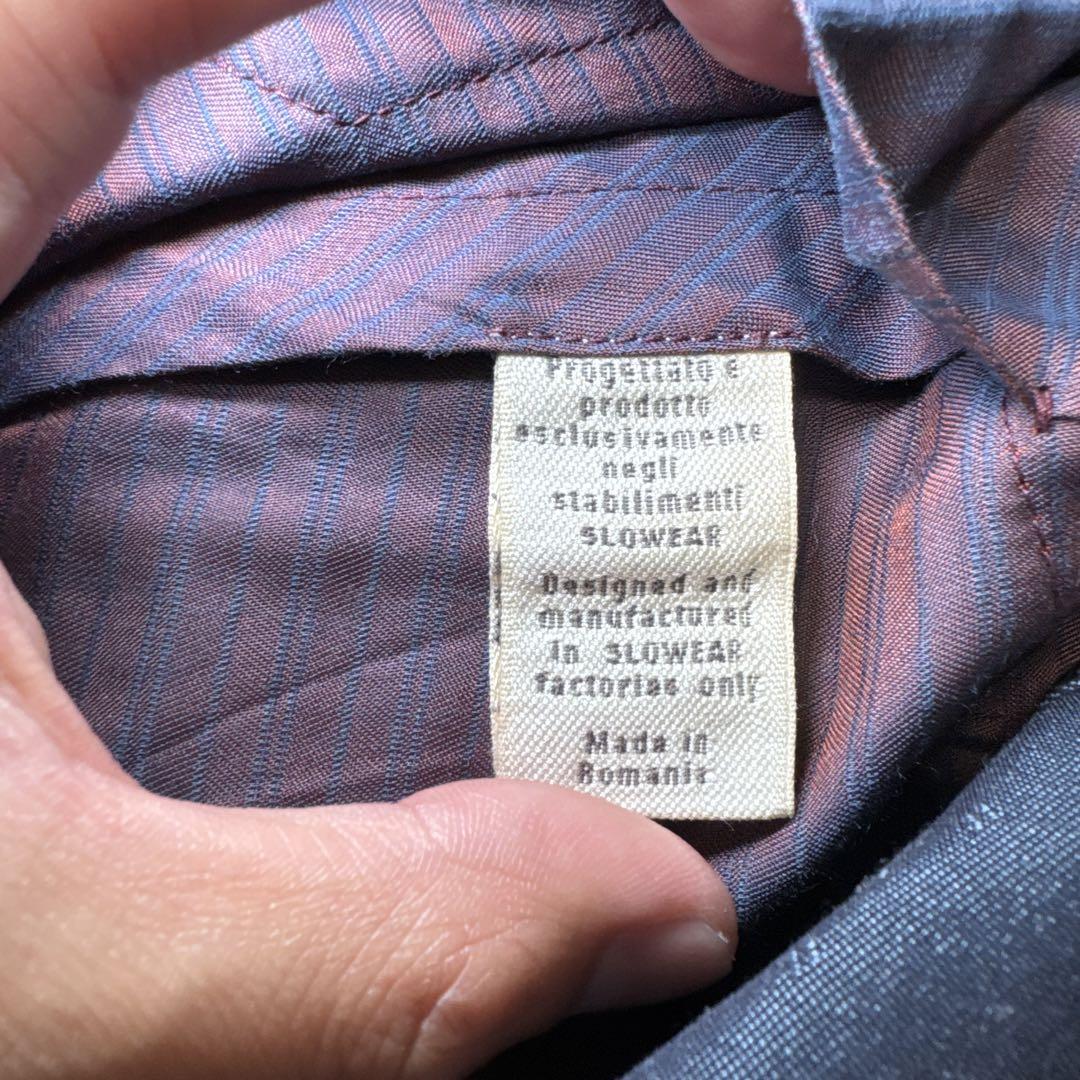 Progettato e
prodotto
esclusivamente
negli
stabilimenti
SLOWEAR
Designed and
manufactured
in SLOWEAR
factories only
Made in
Romania